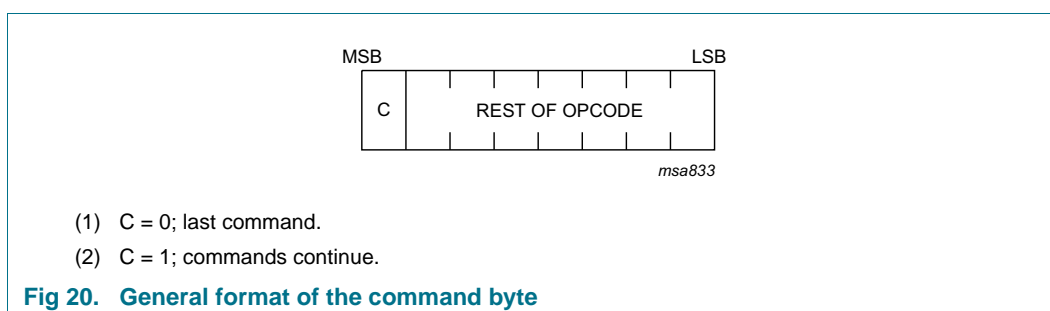 MSB LSB
C REST OF OPCODE
msa833
(1) C = 0; last command.
(2) C = 1; commands continue.
Fig 20. General format of the command byte